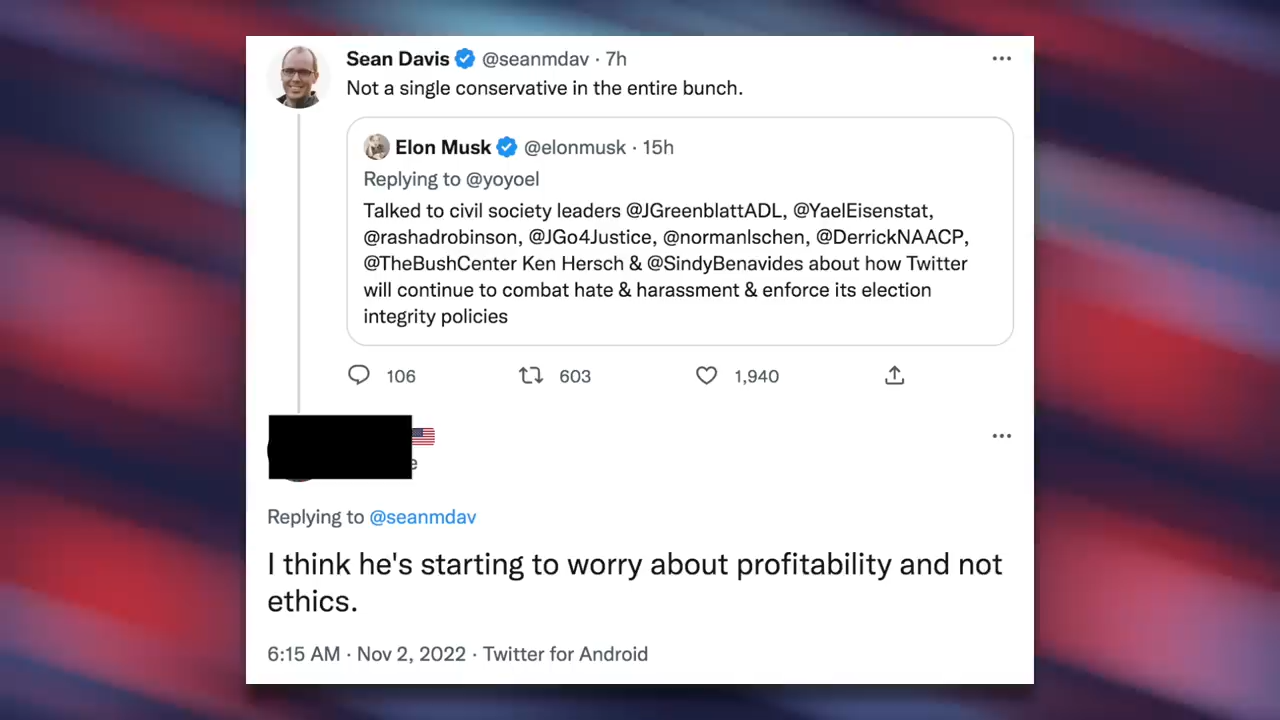 Sean Davis @seanmdav · 7h
Not a single conservative in the entire bunch.
Elon Musk @elonmusk · 15h
Replying to @yoyoel
Talked to civil society leaders @JGreenblattADL, @YaelEisenstat,
@rashadrobinson, @JGo4Justice, @normanlschen, @DerrickNAACP,
@TheBushCenter Ken Hersch & @SindyBenavides about how Twitter
will continue to combat hate & harassment & enforce its election
integrity policies
106 603 1,940
e
Replying to @seanmdav
I think he's starting to worry about profitability and not
ethics.
6:15 AM · Nov 2, 2022 · Twitter for Android